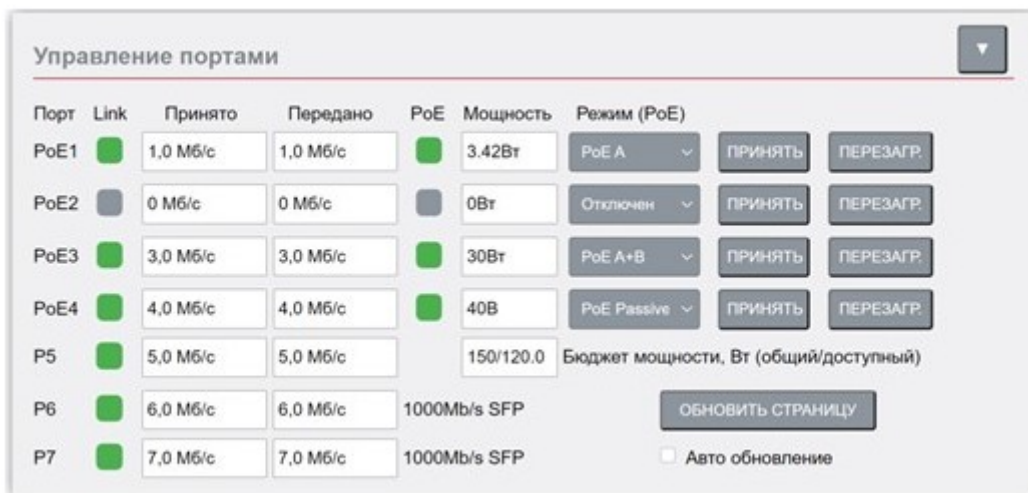 Управление портами
▼
Порт Link Принято Передано PoE Мощность Режим (PoE)
PoE1 1,0 Мб/с 1,0 Мб/с 3.42Вт PoE A ПРИНЯТЬ ПЕРЕЗАГР.
PoE2 0 Мб/с 0 Мб/с 0Вт Отключен ПРИНЯТЬ ПЕРЕЗАГР.
PoE3 3,0 Мб/с 3,0 Мб/с 30Вт PoE A+B ПРИНЯТЬ ПЕРЕЗАГР.
PoE4 4,0 Мб/с 4,0 Мб/с 40В PoE Passive ПРИНЯТЬ ПЕРЕЗАГР.
P5 5,0 Мб/с 5,0 Мб/с 150/120.0 Бюджет мощности, Вт (общий/доступный)
P6 6,0 Мб/с 6,0 Мб/с 1000Mb/s SFP ОБНОВИТЬ СТРАНИЦУ
P7 7,0 Мб/с 7,0 Мб/с 1000Mb/s SFP Авто обновление